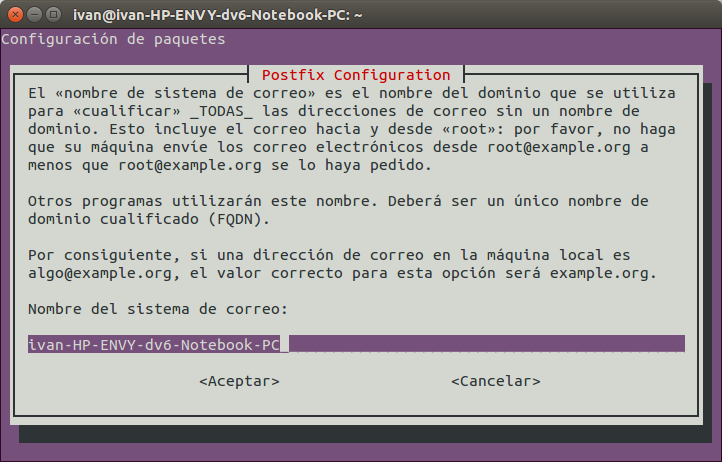 ivan@ivan-HP-ENVY-dv6-Notebook-PC: ~
Configuración de paquetes
Postfix Configuration
El «nombre de sistema de correo» es el nombre del dominio que se utiliza
para «cualificar» _TODAS_ las direcciones de correo sin un nombre de
dominio. Esto incluye el correo hacia y desde «root»: por favor, no haga
que su máquina envíe los correo electrónicos desde root@example.org a
menos que root@example.org se lo haya pedido.
Otros programas utilizarán este nombre. Deberá ser un único nombre de
dominio cualificado (FQDN).
Por consiguiente, si una dirección de correo en la máquina local es
algo@example.org, el valor correcto para esta opción será example.org.
Nombre del sistema de correo:
ivan-HP-ENVY-dv6-Notebook-PC
<Aceptar> <Cancelar>